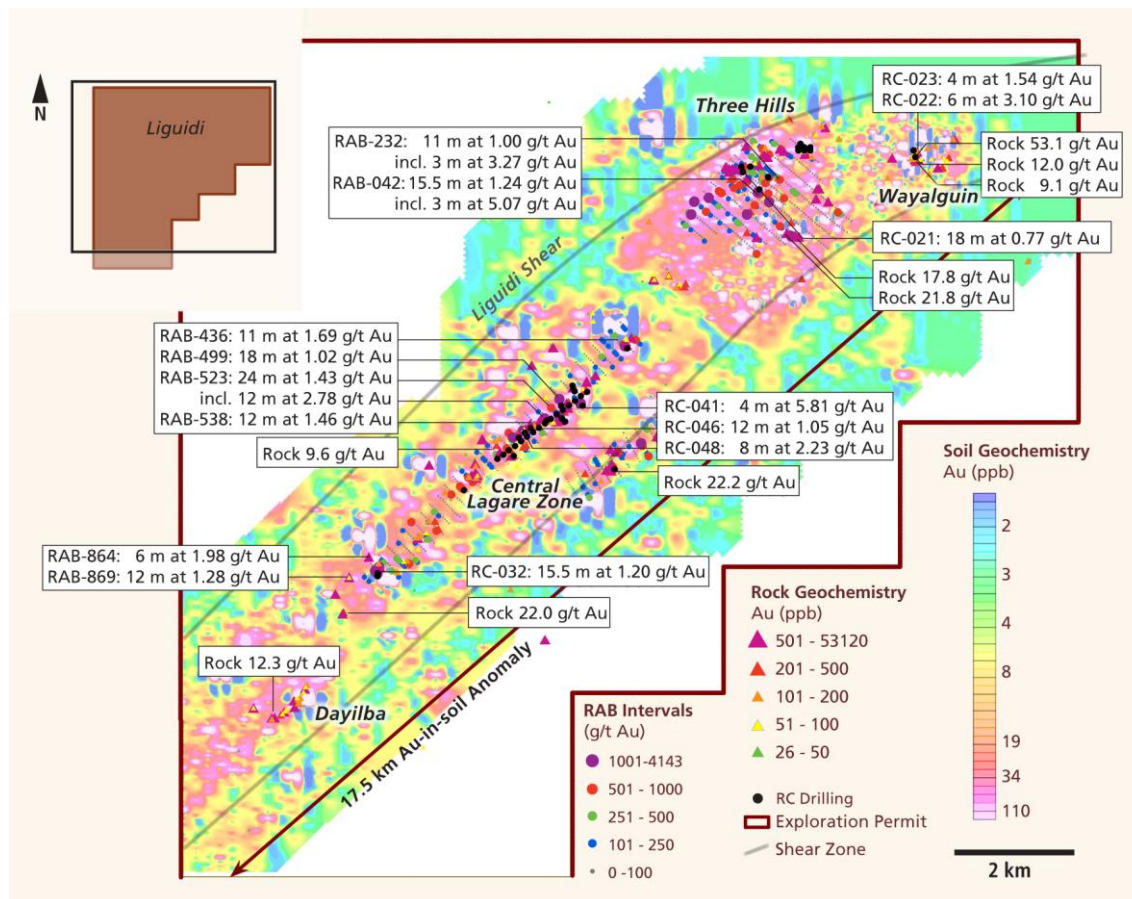 N
Liguidi
Three Hills
RC-023: 4 m at 1.54 g/t Au
RC-022: 6 m at 3.10 g/t Au
RAB-232: 11 m at 1.00 g/t Au
incl. 3 m at 3.27 g/t Au
RAB-042: 15.5 m at 1.24 g/t Au
incl. 3 m at 5.07 g/t Au
Rock 53.1 g/t Au
Rock 12.0 g/t Au
Rock 9.1 g/t Au
Wayalguin
RC-021: 18 m at 0.77 g/t Au
Rock 17.8 g/t Au
Rock 21.8 g/t Au
Liguidi Shear
RAB-436: 11 m at 1.69 g/t Au
RAB-499: 18 m at 1.02 g/t Au
RAB-523: 24 m at 1.43 g/t Au
incl. 12 m at 2.78 g/t Au
RAB-538: 12 m at 1.46 g/t Au
RC-041: 4 m at 5.81 g/t Au
RC-046: 12 m at 1.05 g/t Au
RC-048: 8 m at 2.23 g/t Au
Rock 9.6 g/t Au
Rock 22.2 g/t Au
Central
Lagare Zone
RAB-864: 6 m at 1.98 g/t Au
RAB-869: 12 m at 1.28 g/t Au
RC-032: 15.5 m at 1.20 g/t Au
Rock 22.0 g/t Au
Rock 12.3 g/t Au
Dayilba
17.5 km Au-in-soil Anomaly
RAB Intervals
(g/t Au)
1001-4143
501 - 1000
251 - 500
101 - 250
0 -100
Rock Geochemistry
Au (ppb)
501 - 53120
201 - 500
101 - 200
51 - 100
26 - 50
RC Drilling
Exploration Permit
Shear Zone
Soil Geochemistry
Au (ppb)
2
3
4
8
19
34
110
2 km